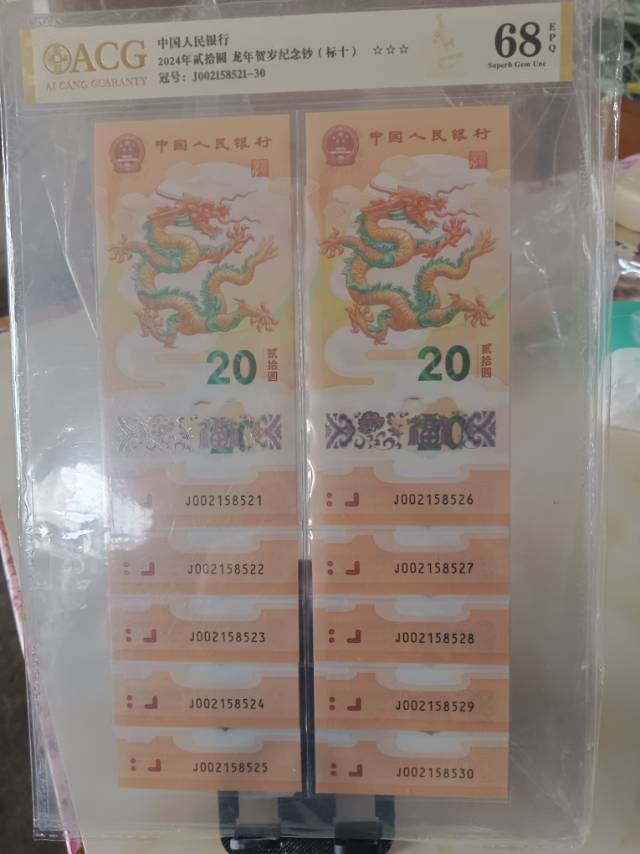 ACG
AI CANG GUARANTY
中国人民银行
2024年贰拾圆 龙年贺岁纪念钞（标十） ☆☆☆
冠号：J002158521-30
68 EPQ
Superb Gem Unc
中国人民银行
20
贰拾圆
福
J002158521
J002158522
J002158523
J002158524
J002158525
中国人民银行
20
贰拾圆
福
J002158526
J002158527
J002158528
J002158529
J002158530